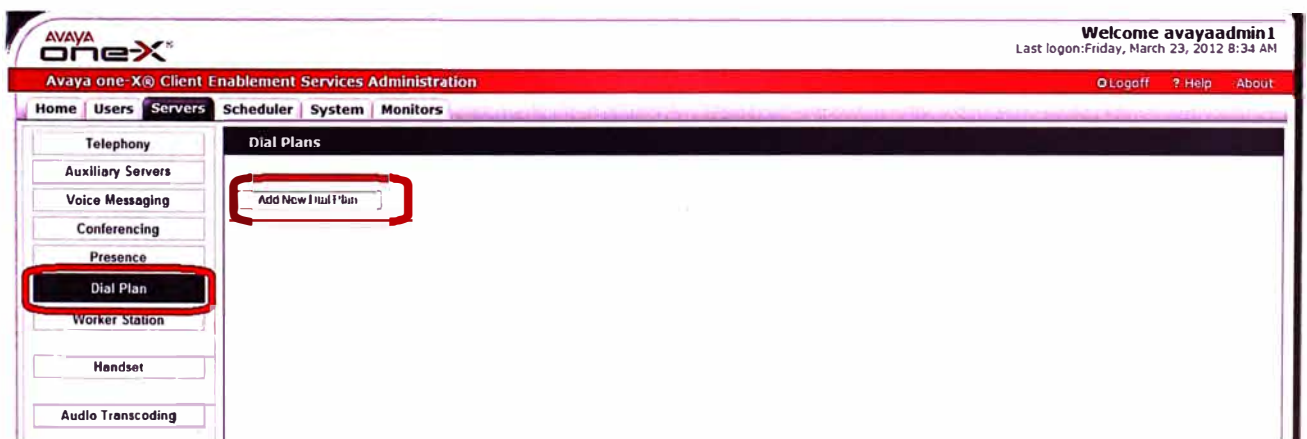 AVAYA
one-X®
Welcome avayaadmin1
Last logon:Friday, March 23, 2012 8:34 AM
Avaya one-X® Client Enablement Services Administration
Logoff ? Help About
Home Users Servers Scheduler System Monitors
Telephony
Auxiliary Servers
Voice Messaging
Conferencing
Presence
Dial Plan
Worker Station
Handset
Audio Transcoding
Dial Plans
Add New Dial Plan